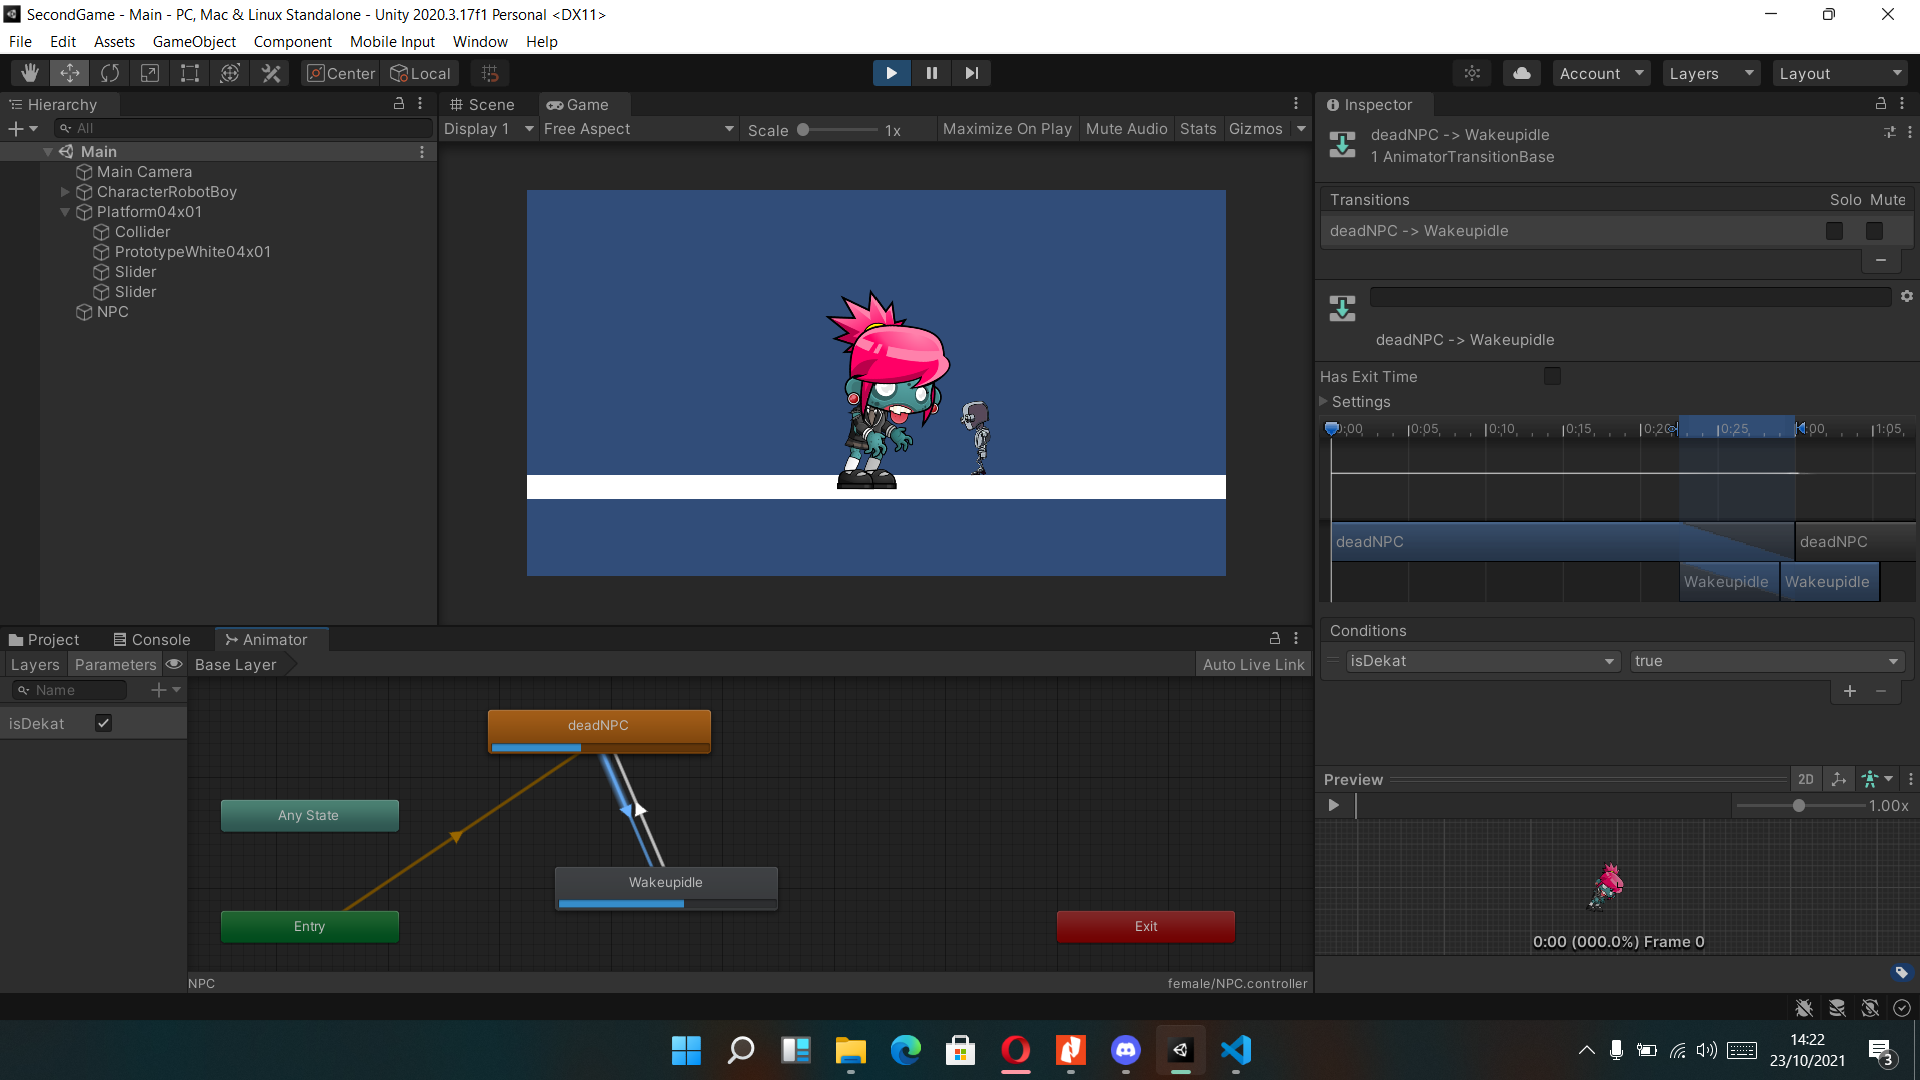 SecondGame - Main - PC, Mac & Linux Standalone - Unity 2020.3.17f1 Personal <DX11>
File Edit Assets GameObject Component Mobile Input Window Help
Center Local Account Layers Layout
Hierarchy
All
Main
Main Camera
CharacterRobotBoy
Platform04x01
Collider
PrototypeWhite04x01
Slider
Slider
NPC
Scene Game
Display 1 Free Aspect Scale 1x Maximize On Play Mute Audio Stats Gizmos
Inspector
deadNPC -> Wakeupidle
1 AnimatorTransitionBase
Transitions Solo Mute
deadNPC -> Wakeupidle
deadNPC -> Wakeupidle
Has Exit Time
Settings
0:05 0:10 0:15 0:25 1:05
deadNPC deadNPC
Wakeupidle Wakeupidle
Conditions
isDekat true
Preview 2D
1.00x
0:00 (000.0%) Frame 0
Project Console Animator
Layers Parameters Base Layer Auto Live Link
Name
isDekat
deadNPC
Any State
Wakeupidle
Entry
Exit
NPC female/NPC.controller
14:22
23/10/2021
3